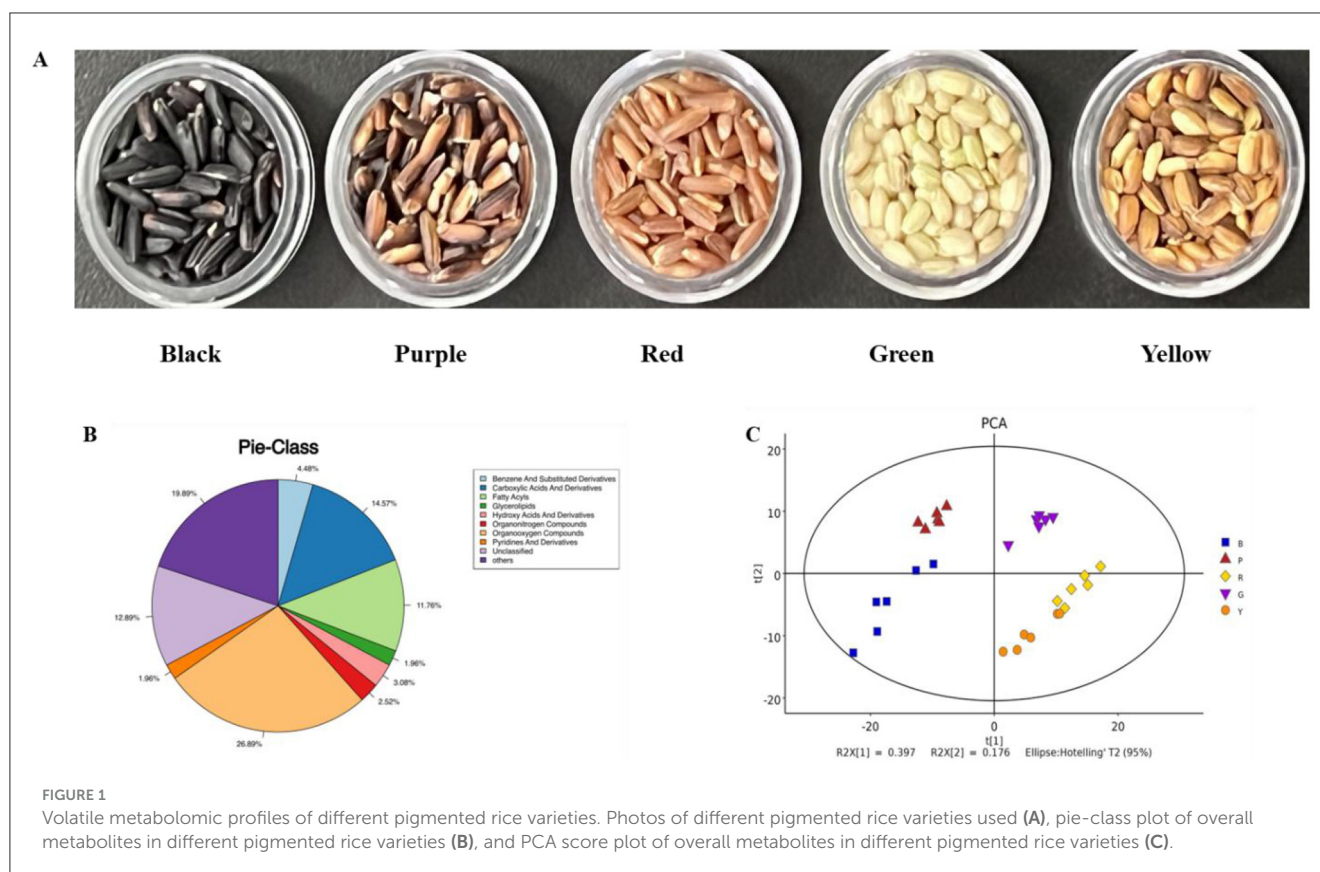 A
Black
Purple
Red
Green
Yellow
B
Pie-Class
4.48%
14.57%
11.76%
1.96%
3.08%
2.52%
26.89%
1.96%
12.89%
19.89%
Benzene And Substituted Derivatives
Carboxylic Acids And Derivatives
Fatty Acyls
Glycerolipids
Hydroxy Acids And Derivatives
Organonitrogen Compounds
Organooxygen Compounds
Pyridines And Derivatives
Unclassified
others
C
PCA
20
10
0
-10
-20
t[2]
-20
0
20
t[1]
R2X[1] = 0.397 R2X[2] = 0.176 Ellipse:Hotelling' T2 (95%)
B
P
R
G
Y
FIGURE 1
Volatile metabolomic profiles of different pigmented rice varieties. Photos of different pigmented rice varieties used (A), pie-class plot of overall
metabolites in different pigmented rice varieties (B), and PCA score plot of overall metabolites in different pigmented rice varieties (C).